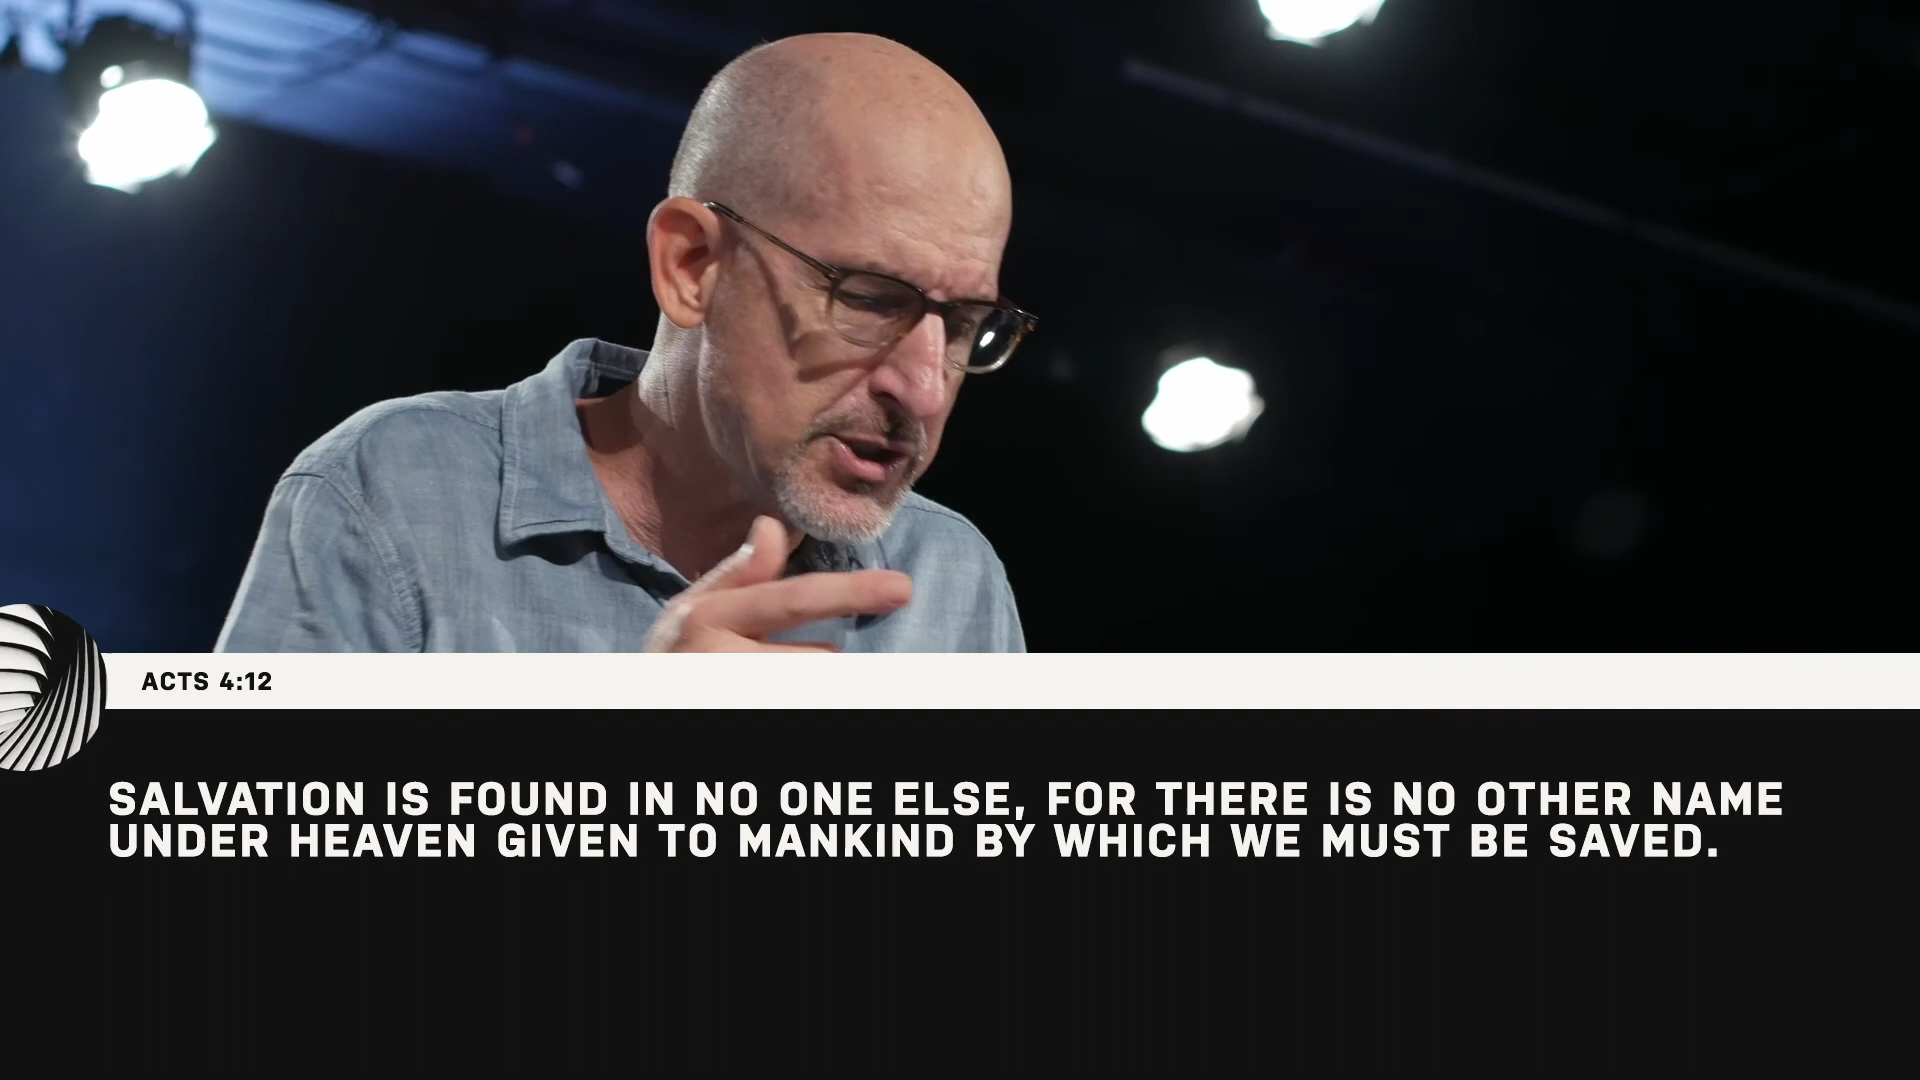 ACTS 4:12
SALVATION IS FOUND IN NO ONE ELSE, FOR THERE IS NO OTHER NAME
UNDER HEAVEN GIVEN TO MANKIND BY WHICH WE MUST BE SAVED.